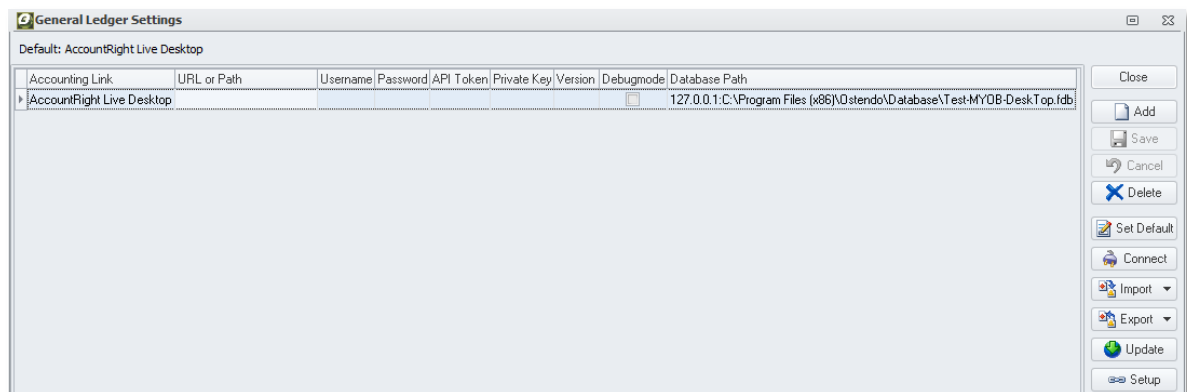 General Ledger Settings
Default: AccountRight Live Desktop
Accounting Link URL or Path Username Password API Token Private Key Version Debugmode Database Path
AccountRight Live Desktop 127.0.0.1:C:\Program Files (x86)\Ostendo\Database\Test-MYOB-DeskTop.fdb
Close
Add
Save
Cancel
Delete
Set Default
Connect
Import
Export
Update
Setup